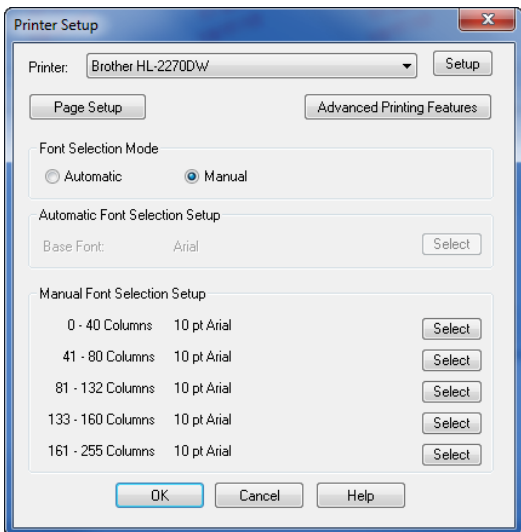 Printer Setup
Printer: Brother HL-2270DW Setup
Page Setup Advanced Printing Features
Font Selection Mode
Automatic Manual
Automatic Font Selection Setup
Base Font: Arial Select
Manual Font Selection Setup
0 - 40 Columns 10 pt Arial Select
41 - 80 Columns 10 pt Arial Select
81 - 132 Columns 10 pt Arial Select
133 - 160 Columns 10 pt Arial Select
161 - 255 Columns 10 pt Arial Select
OK Cancel Help